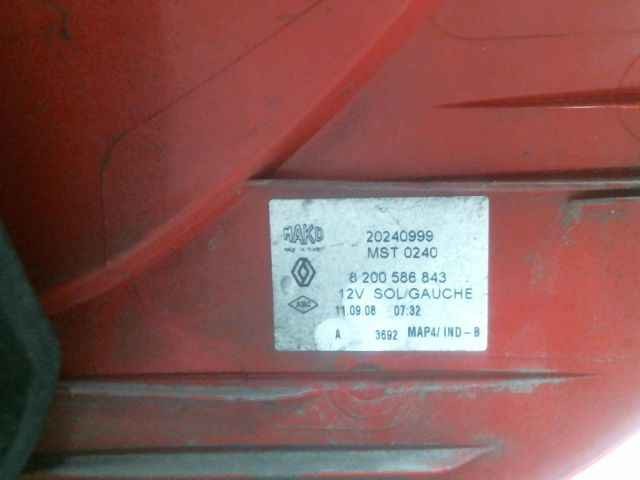 MAKO
20240999
MST 0240
8 200 586 843
12V SOL/GAUCHE
11.09.08 07:32
A 3692 MAP4/IND-B